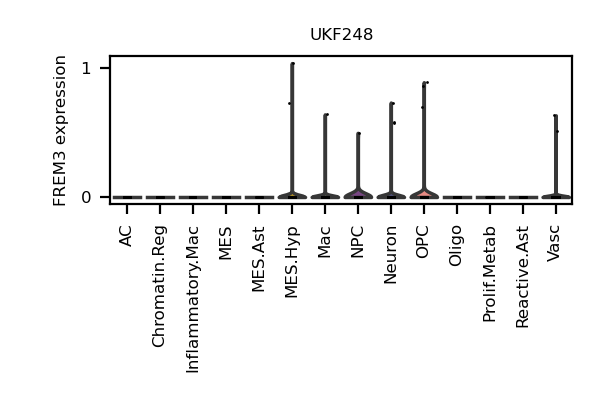 UKF248
FREM3 expression
1
0
AC
Chromatin.Reg
Inflammatory.Mac
MES
MES.Ast
MES.Hyp
Mac
NPC
Neuron
OPC
Oligo
Prolif.Metab
Reactive.Ast
Vasc